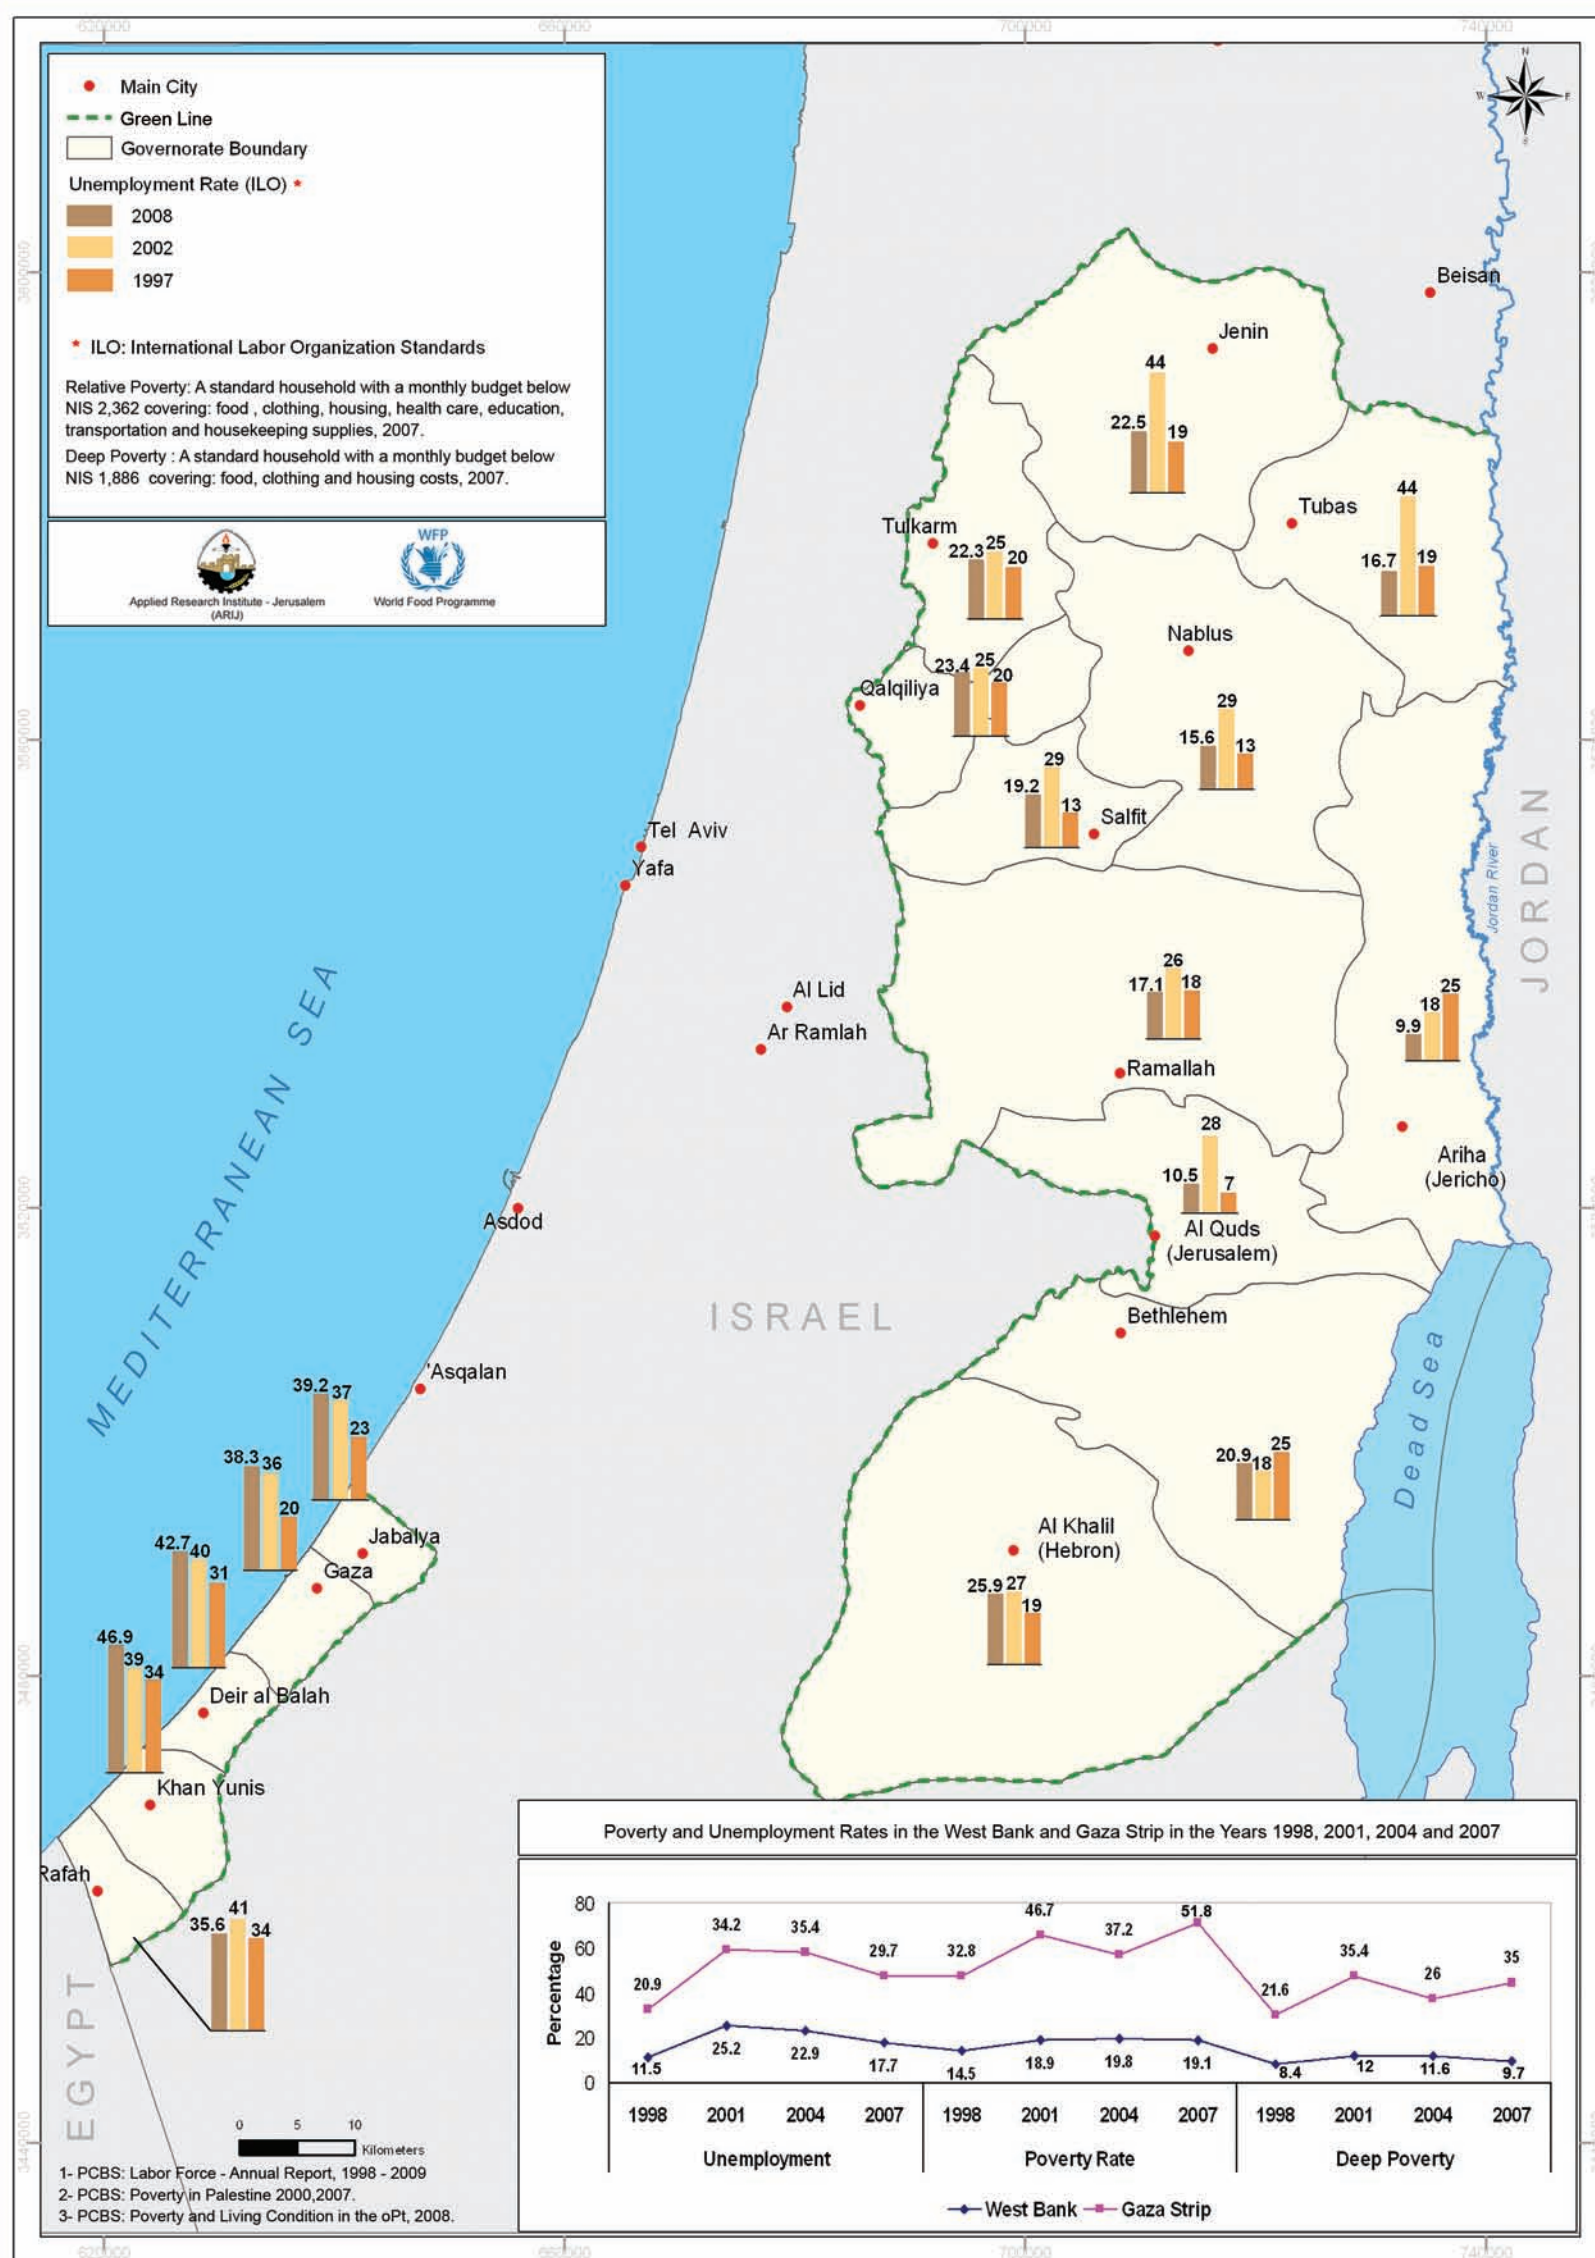 620000
660000
700000
740000
Main City
Green Line
Governorate Boundary
Unemployment Rate (ILO) *
2008
2002
1997
* ILO: International Labor Organization Standards
Relative Poverty: A standard household with a monthly budget below
NIS 2,362 covering: food , clothing, housing, health care, education,
transportation and housekeeping supplies, 2007.
Deep Poverty : A standard household with a monthly budget below
NIS 1,886 covering: food, clothing and housing costs, 2007.
WFP
Applied Research Institute - Jerusalem
(ARIJ)
World Food Programme
N
W
Beisan
Jenin
44
22.5
19
Tubas
44
16.7
19
Tulkarm
22.3
25
20
Nablus
29
15.6
13
Qalqiliya
23.4
25
20
29
19.2
13
Salfit
Tel Aviv
Yafa
Al Lid
Ar Ramlah
26
17.1
18
Ramallah
25
18
9.9
Ariha
(Jericho)
JORDAN
Jordan River
28
10.5
7
Al Quds
(Jerusalem)
Asdod
MEDITERRANEAN SEA
ISRAEL
Bethlehem
20.9
18
25
Dead Sea
'Asqalan
39.2
37
23
38.3
36
20
Jabalya
Gaza
42.7
40
31
Al Khalil
(Hebron)
25.9
27
19
46.9
39
34
Deir al Balah
Khan Yunis
Rafah
35.6
41
34
EGYPT
0 5 10
Kilometers
1- PCBS: Labor Force - Annual Report, 1998 - 2009
2- PCBS: Poverty in Palestine 2000,2007.
3- PCBS: Poverty and Living Condition in the oPt, 2008.
Poverty and Unemployment Rates in the West Bank and Gaza Strip in the Years 1998, 2001, 2004 and 2007
Percentage
80
60
40
20
0
20.9 34.2 35.4 29.7 32.8 46.7 37.2 51.8 21.6 35.4 26 35
11.5 25.2 22.9 17.7 14.5 18.9 19.8 19.1 8.4 12 11.6 9.7
1998 2001 2004 2007 1998 2001 2004 2007 1998 2001 2004 2007
Unemployment Poverty Rate Deep Poverty
West Bank Gaza Strip
620000
660000
700000
740000